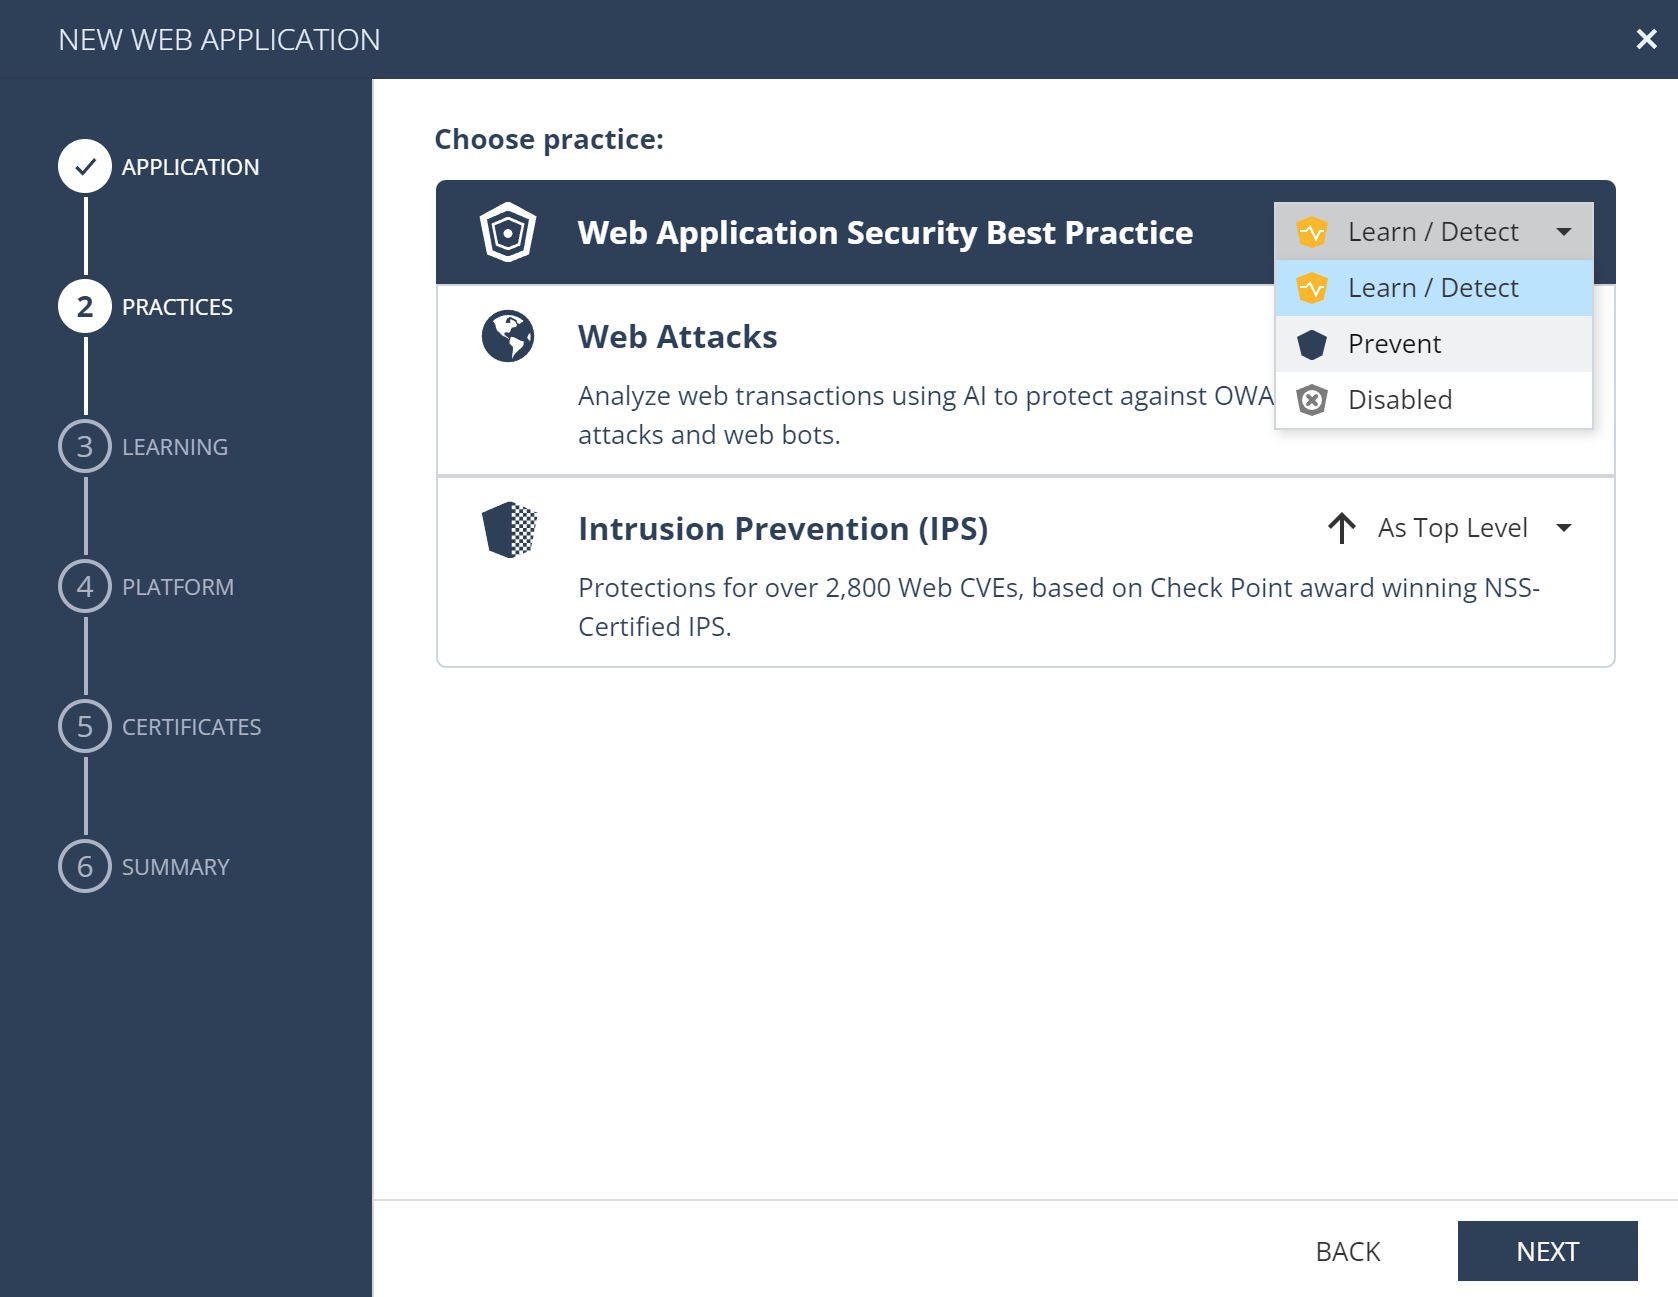 NEW WEB APPLICATION
APPLICATION
2 PRACTICES
3 LEARNING
4 PLATFORM
5 CERTIFICATES
6 SUMMARY
Choose practice:
Web Application Security Best Practice
Learn / Detect
Learn / Detect
Prevent
Disabled
Web Attacks
Analyze web transactions using AI to protect against OWA
attacks and web bots.
Intrusion Prevention (IPS)
As Top Level
Protections for over 2,800 Web CVEs, based on Check Point award winning NSS-
Certified IPS.
BACK
NEXT